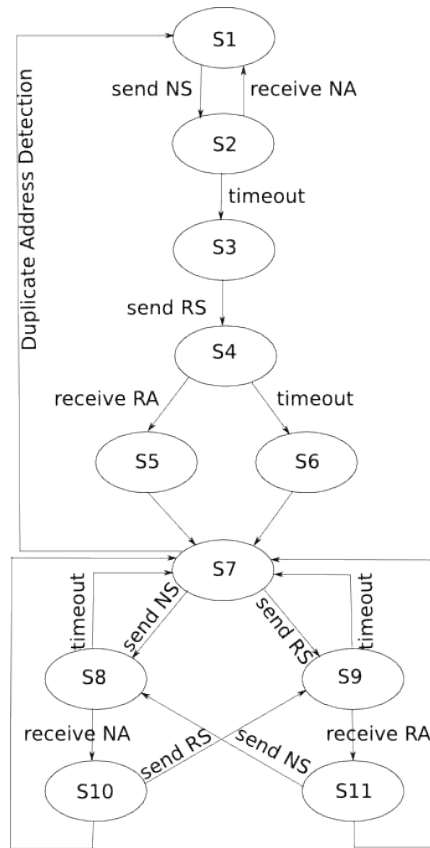 S1
send NS
receive NA
Duplicate Address Detection
S2
timeout
S3
send RS
S4
receive RA
timeout
S5
S6
S7
timeout
send NS
send RS
timeout
S8
S9
receive NA
send RS
send NS
receive RA
S10
S11